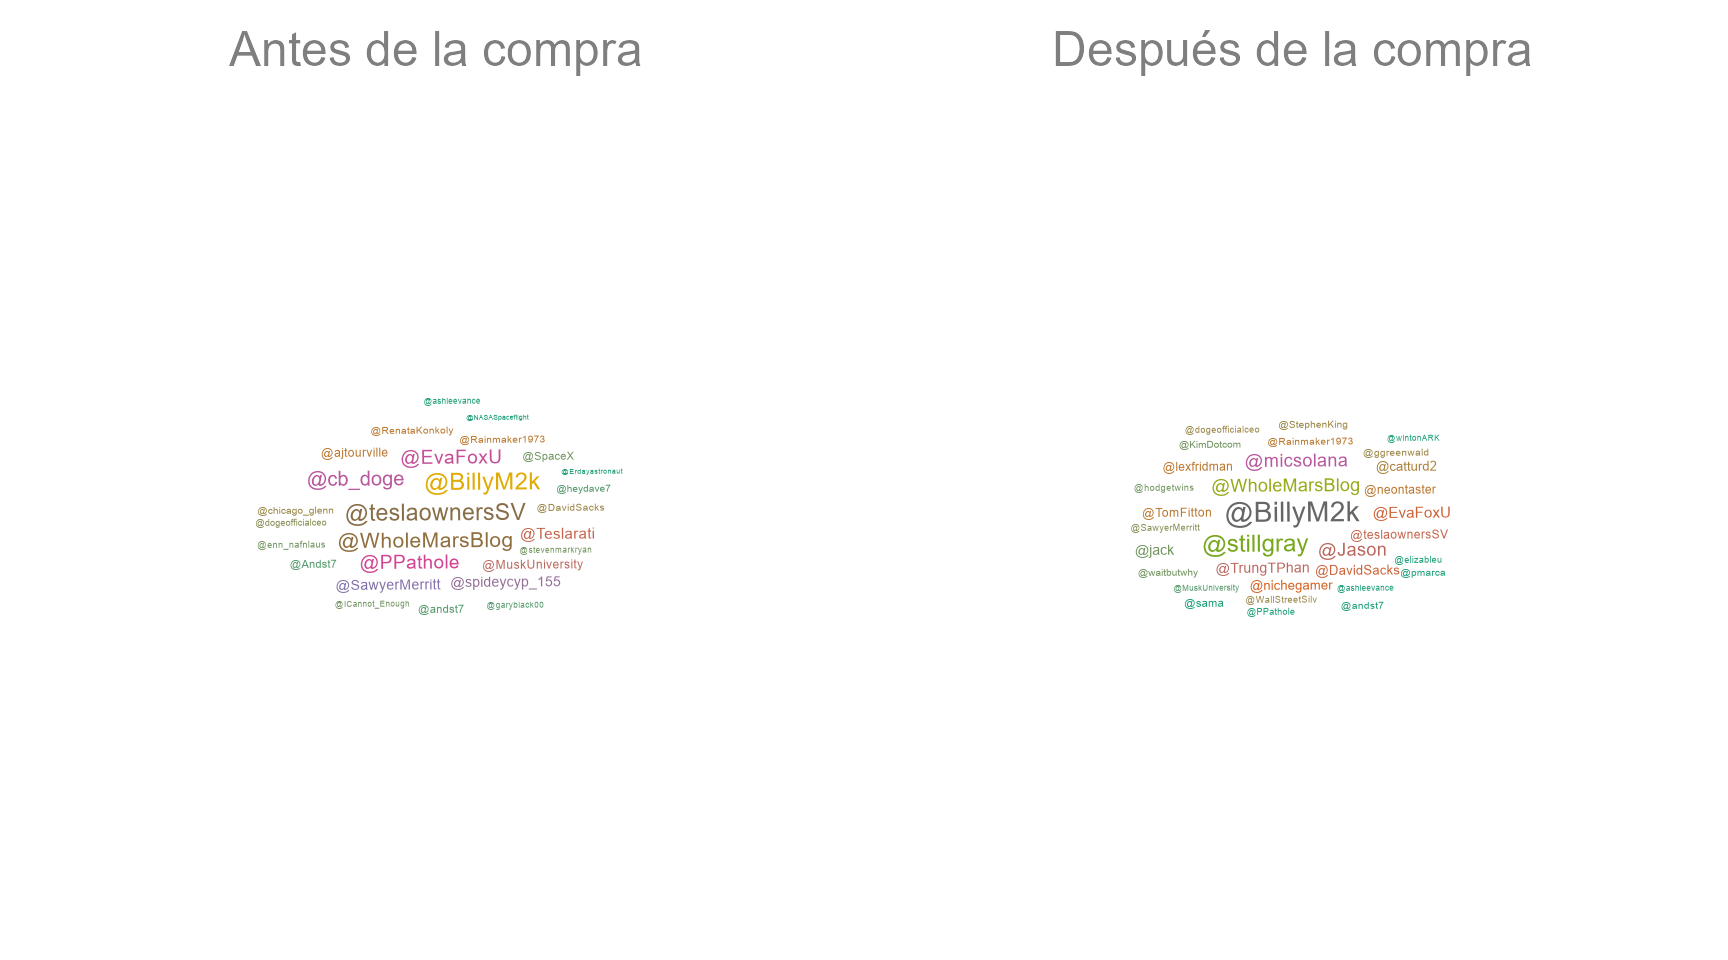 Antes de la compra
@ashleevance
@NASASpaceflight
@RenataKonkoly
@Rainmaker1973
@ajtourville
@EvaFoxU
@SpaceX
@Erdayastronaut
@cb_doge
@BillyM2k
@heydave7
@chicago_glenn
@teslaownersSV
@DavidSacks
@dogeofficialceo
@Teslarati
@WholeMarsBlog
@enn_nafnlaus
@stevenmarkryan
@Andst7
@PPathole
@MuskUniversity
@SawyerMerritt
@spideycyp_155
@ICannot_Enough
@andst7
@garyblack00
Después de la compra
@StephenKing
@dogeofficialceo
@wintonARK
@KimDotcom
@Rainmaker1973
@ggreenwald
@lexfridman
@micsolana
@catturd2
@hodgetwins
@WholeMarsBlog
@neontaster
@TomFitton
@BillyM2k
@EvaFoxU
@SawyerMerritt
@teslaownersSV
@jack
@stillgray
@Jason
@elizableu
@waitbutwhy
@TrungTPhan
@DavidSacks
@pmarca
@MuskUniversity
@nichegamer
@ashleevance
@sama
@WallStreetSilv
@andst7
@PPathole